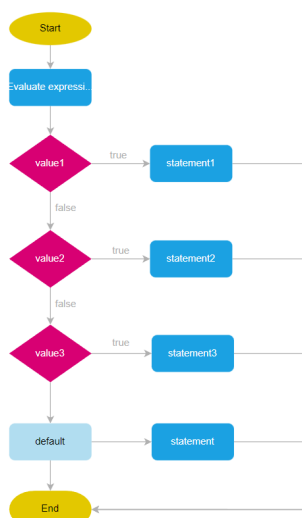 Start
Evaluate expressi...
value1
true
statement1
false
value2
true
statement2
false
value3
true
statement3
default
statement
End